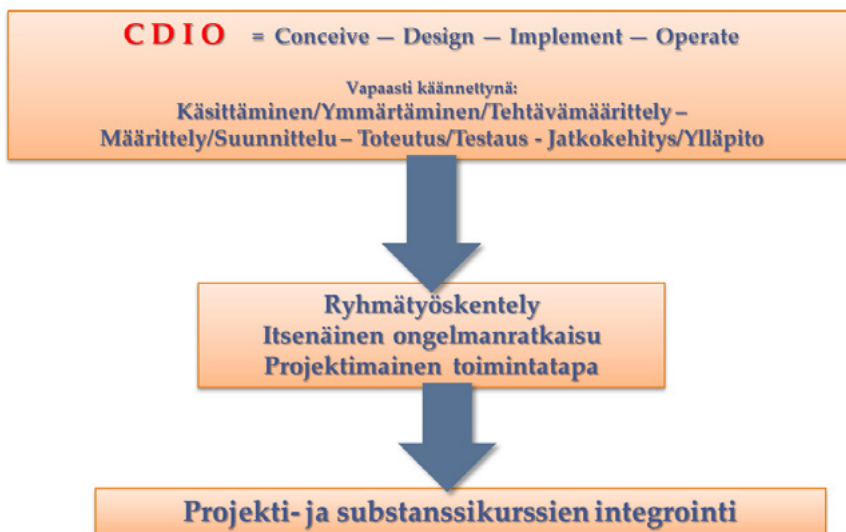 C D I O = Conceive – Design – Implement – Operate
Vapaasti käännettynä:
Käsittäminen/Ymmärtäminen/Tehtävämäärittely –
Määrittely/Suunnittelu – Toteutus/Testaus - Jatkokehitys/Ylläpito
Ryhmätyöskentely
Itsenäinen ongelmanratkaisu
Projektimainen toimintatapa
Projekti- ja substanssikurssien integrointi